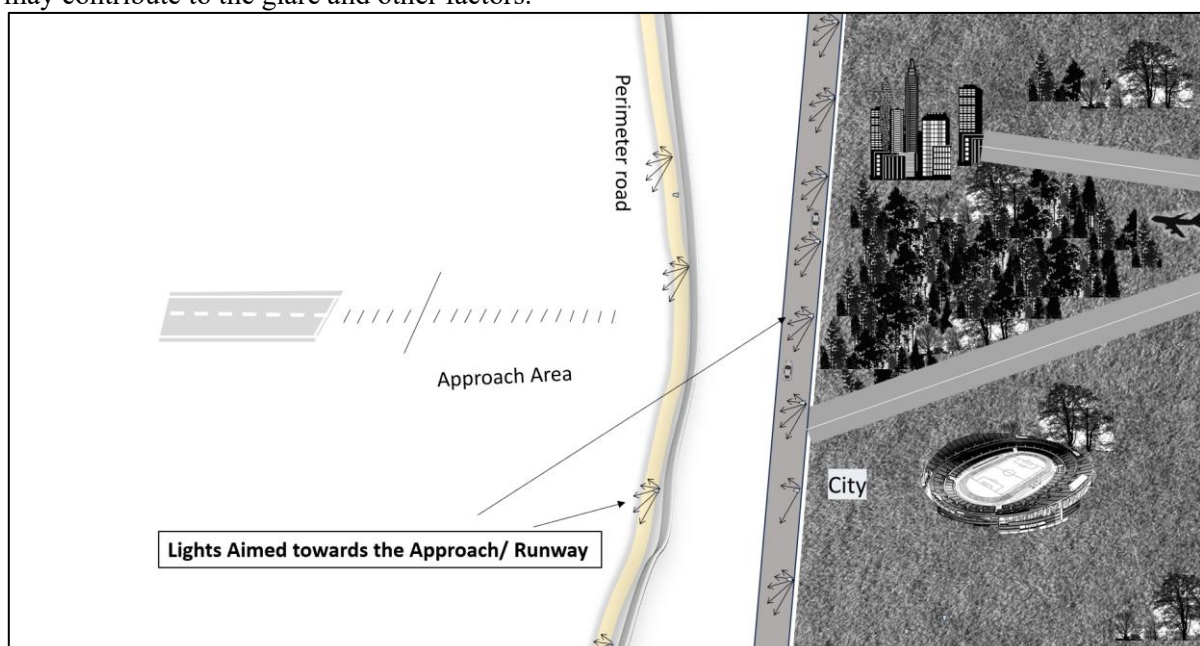 may contribute to the glare and other factors.
Perimeter road
Approach Area
City
Lights Aimed towards the Approach/ Runway